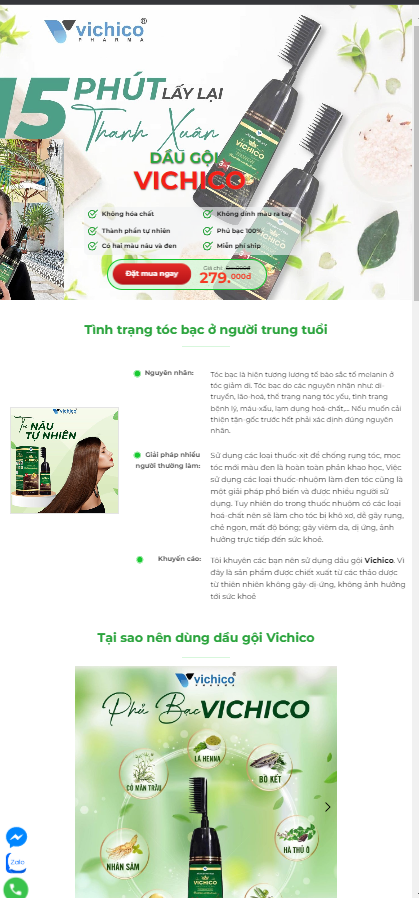 vichico®
PHARMA
15 PHÚT LẤY LẠI
Thanh Xuân
DẦU GỘI
VICHICO
Không hóa chất
Không dính màu ra tay
Thành phần tự nhiên
Phủ bạc 100%
Có hai màu nâu và đen
Miễn phí ship
Đặt mua ngay
Giá chỉ
279.000đ
Tình trạng tóc bạc ở người trung tuổi
Nguyên nhân:
Tóc bạc là hiện tượng lượng tế bào sắc tố melanin ở
tóc giảm đi. Tóc bạc do các nguyên nhân như: di-
truyền, lão-hoá, thể trạng nang tóc yếu, tình trạng
bệnh lý, máu-xấu, lạm dụng hoá-chất,... Nếu muốn cải
thiện tận-gốc trước hết phải xác định đúng nguyên
nhân.
vichico
Tóc NÂU
TỰ NHIÊN
Giải pháp nhiều
người thường làm:
Sử dụng các loại thuốc-xịt để chống rụng tóc, mọc
tóc mới màu đen là hoàn toàn phản khoa học, Việc
sử dụng các loại thuốc-nhuộm làm đen tóc cũng là
một giải pháp phổ biến và được nhiều người sử
dụng. Tuy nhiên do trong thuốc nhuộm có các loại
hoá-chất nên sẽ làm cho tóc bị khô xơ, dễ gãy rụng,
chẻ ngọn, mất độ bóng; gây viêm da, dị ứng, ảnh
hưởng trực tiếp đến sức khoẻ.
Khuyến cáo:
Tôi khuyên các bạn nên sử dụng dầu gội Vichico. Vì
đây là sản phẩm được chiết xuất từ các thảo dược
từ thiên nhiên không gây-dị-ứng, không ảnh hưởng
tới sức khoẻ
Tại sao nên dùng dầu gội Vichico
vichico
PHARMA
Phủ Bạc VICHICO
LÁ HENNA
CỎ MẦN TRẦU
BỒ KẾT
HÀ THỦ Ô
NHÂN SÂM
VICHICO
Zalo